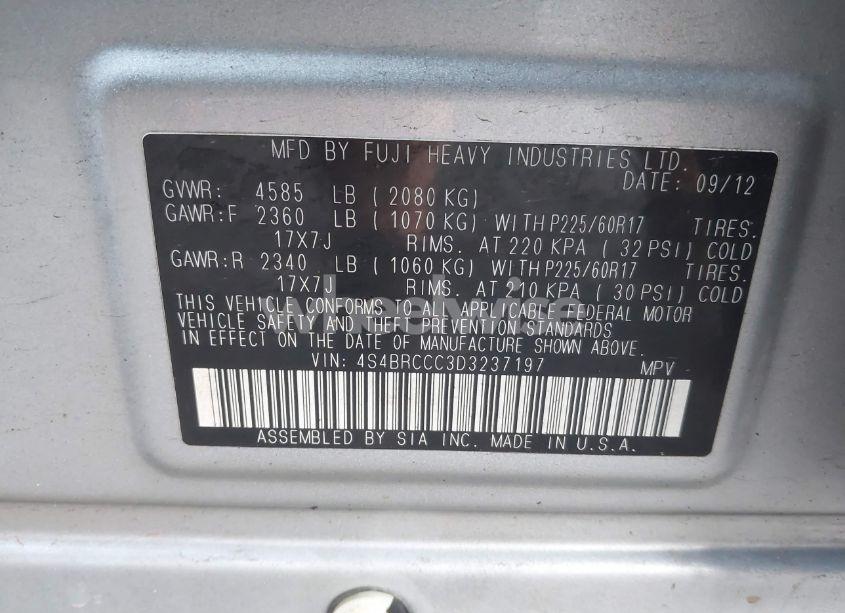 MFD BY FUJI HEAVY INDUSTRIES LTD.
DATE: 09/12
GVWR: 4585 LB ( 2080 KG)
GAWR:F 2360 LB ( 1070 KG) WITH P225/60R17 TIRES.
17X7J RIMS. AT 220 KPA ( 32 PSI) COLD
GAWR:R 2340 LB ( 1060 KG) WITH P225/60R17 TIRES.
17X7J RIMS. AT 210 KPA ( 30 PSI) COLD
THIS VEHICLE CONFORMS TO ALL APPLICABLE FEDERAL MOTOR
VEHICLE SAFETY AND THEFT PREVENTION STANDARDS
IN EFFECT ON THE DATE OF MANUFACTURE SHOWN ABOVE.
VIN: 4S4BRCCC3D3237197 MPV
ASSEMBLED BY SIA INC. MADE IN U.S.A.